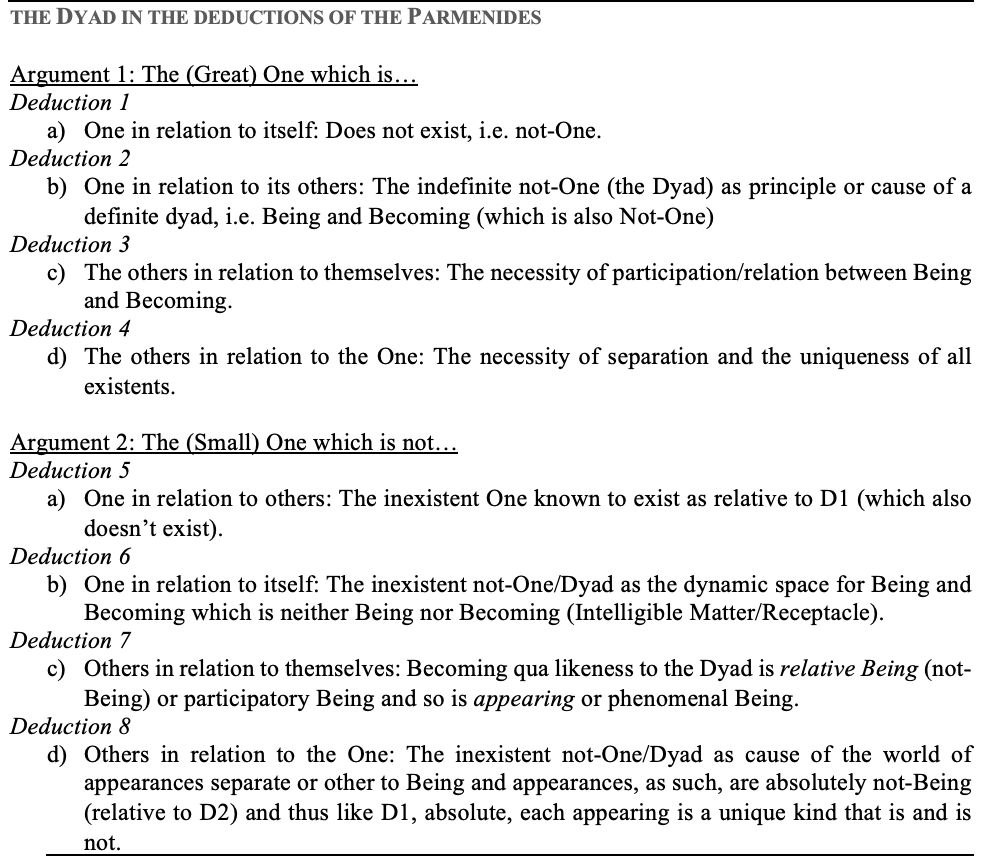 THE DYAD IN THE DEDUCTIONS OF THE PARMENIDES
Argument 1: The (Great) One which is…
Deduction 1
a) One in relation to itself: Does not exist, i.e. not-One.
Deduction 2
b) One in relation to its others: The indefinite not-One (the Dyad) as principle or cause of a
definite dyad, i.e. Being and Becoming (which is also Not-One)
Deduction 3
c) The others in relation to themselves: The necessity of participation/relation between Being
and Becoming.
Deduction 4
d) The others in relation to the One: The necessity of separation and the uniqueness of all
existents.
Argument 2: The (Small) One which is not…
Deduction 5
a) One in relation to others: The inexistent One known to exist as relative to D1 (which also
doesn’t exist).
Deduction 6
b) One in relation to itself: The inexistent not-One/Dyad as the dynamic space for Being and
Becoming which is neither Being nor Becoming (Intelligible Matter/Receptacle).
Deduction 7
c) Others in relation to themselves: Becoming qua likeness to the Dyad is relative Being (not-
Being) or participatory Being and so is appearing or phenomenal Being.
Deduction 8
d) Others in relation to the One: The inexistent not-One/Dyad as cause of the world of
appearances separate or other to Being and appearances, as such, are absolutely not-Being
(relative to D2) and thus like D1, absolute, each appearing is a unique kind that is and is
not.